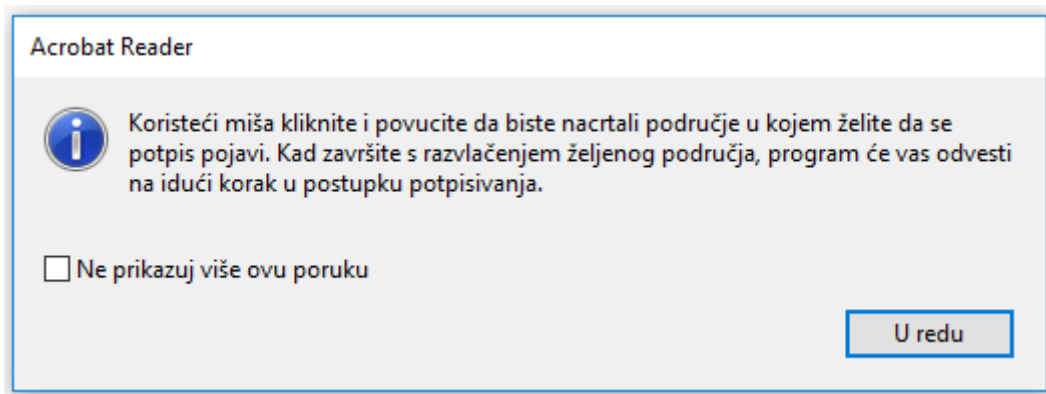 Acrobat Reader
Koristeći miša kliknite i povucite da biste nacrtali područje u kojem želite da se
potpis pojavi. Kad završite s razvlačenjem željenog područja, program će vas odvesti
na idući korak u postupku potpisivanja.
Ne prikazuj više ovu poruku
U redu